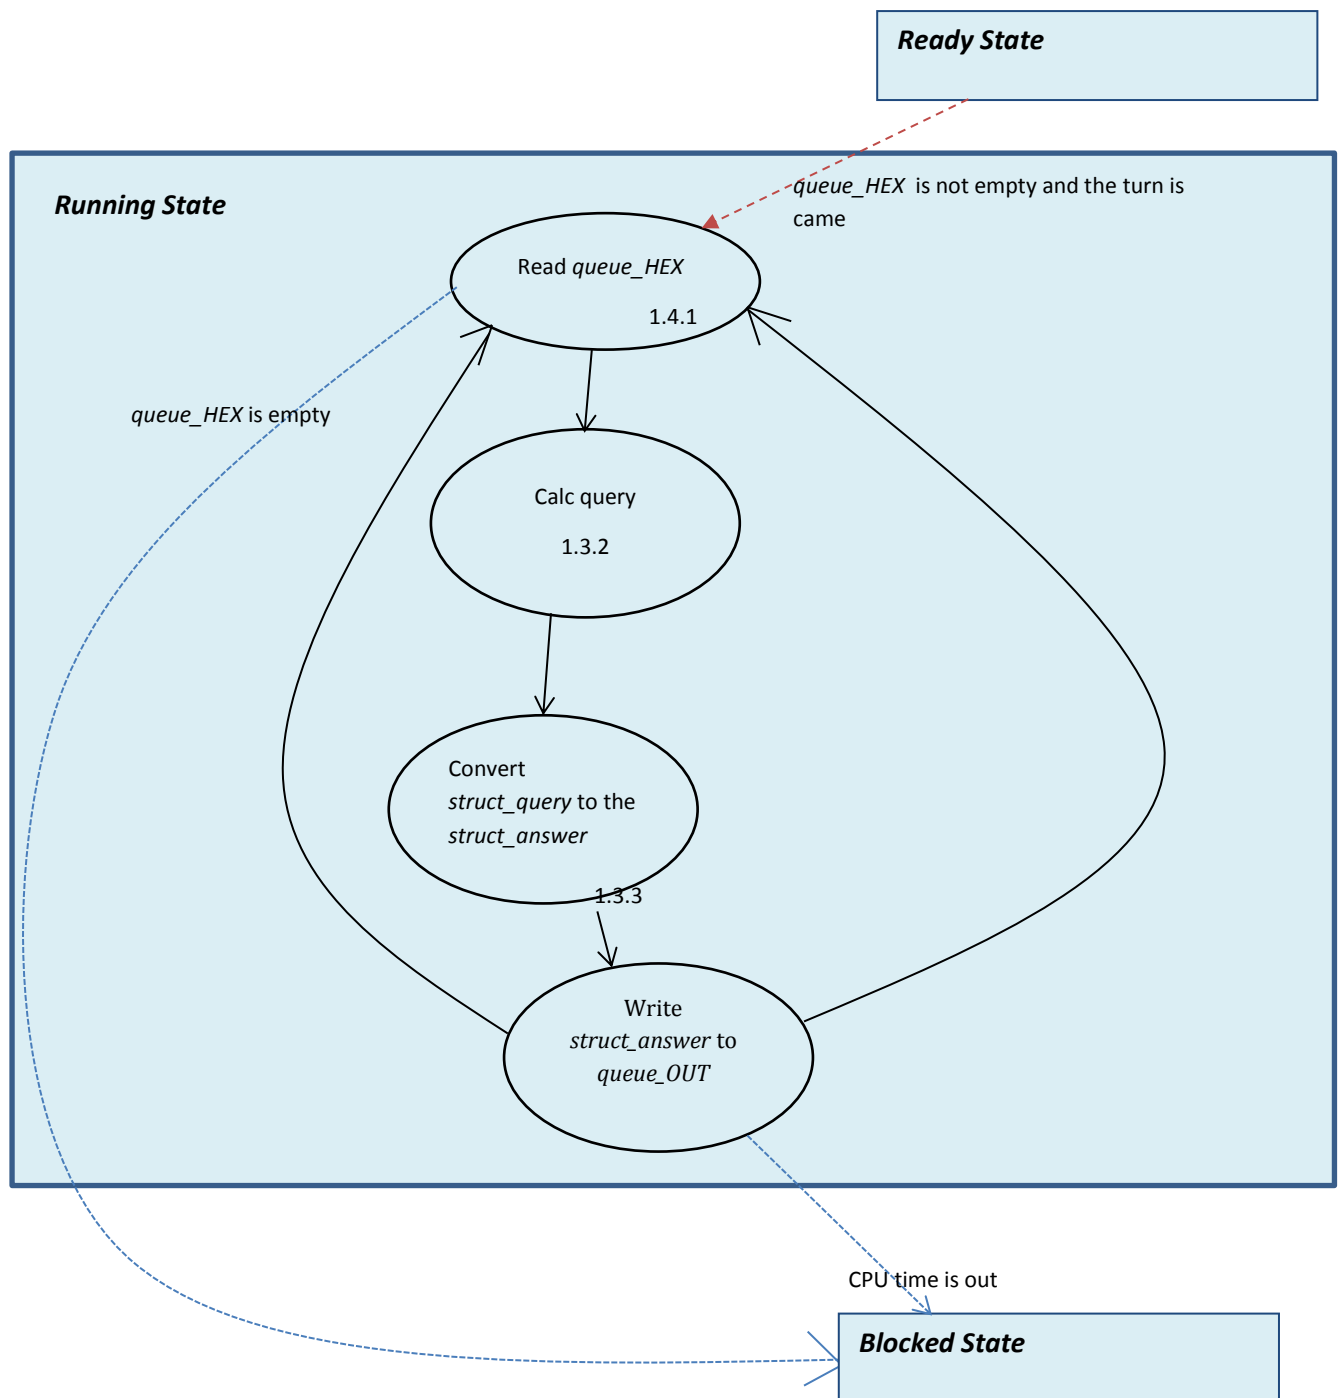 Ready State
queue_HEX is not empty and the turn is
came
Running State
Read queue_HEX
1.4.1
queue_HEX is empty
Calc query
1.3.2
Convert
struct_query to the
struct_answer
1.3.3
Write
struct_answer to
queue_OUT
CPU time is out
Blocked State